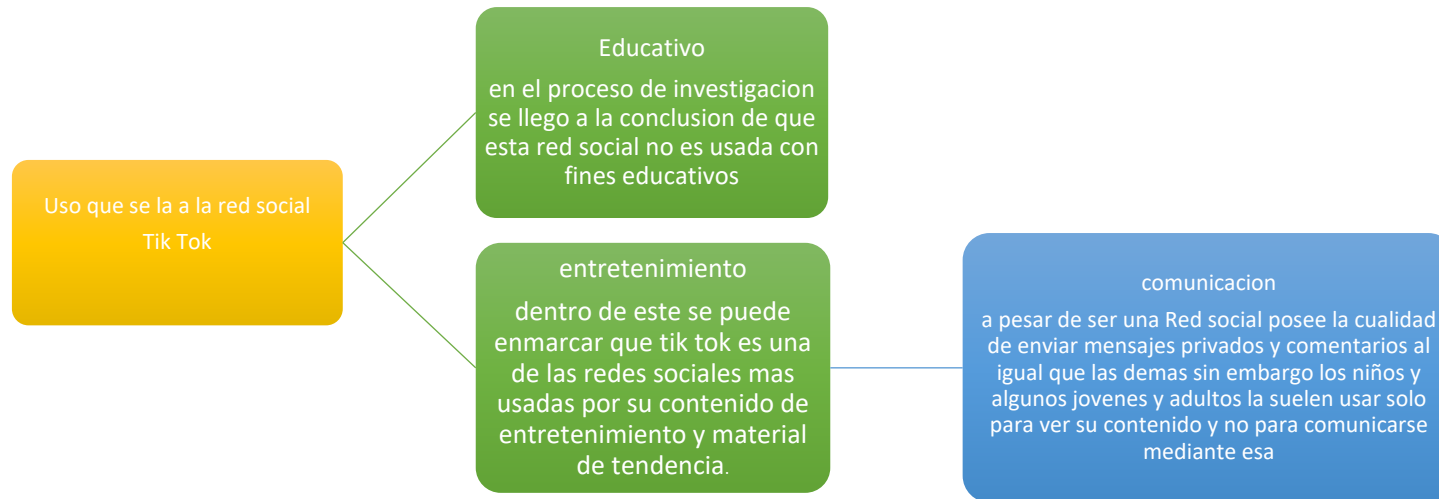 Uso que se la a la red social
Tik Tok
Educativo
en el proceso de investigacion
se llego a la conclusion de que
esta red social no es usada con
fines educativos
entretenimiento
dentro de este se puede
enmarcar que tik tok es una
de las redes sociales mas
usadas por su contenido de
entretenimiento y material
de tendencia.
comunicacion
a pesar de ser una Red social posee la cualidad
de enviar mensajes privados y comentarios al
igual que las demas sin embargo los niños y
algunos jovenes y adultos la suelen usar solo
para ver su contenido y no para comunicarse
mediante esa